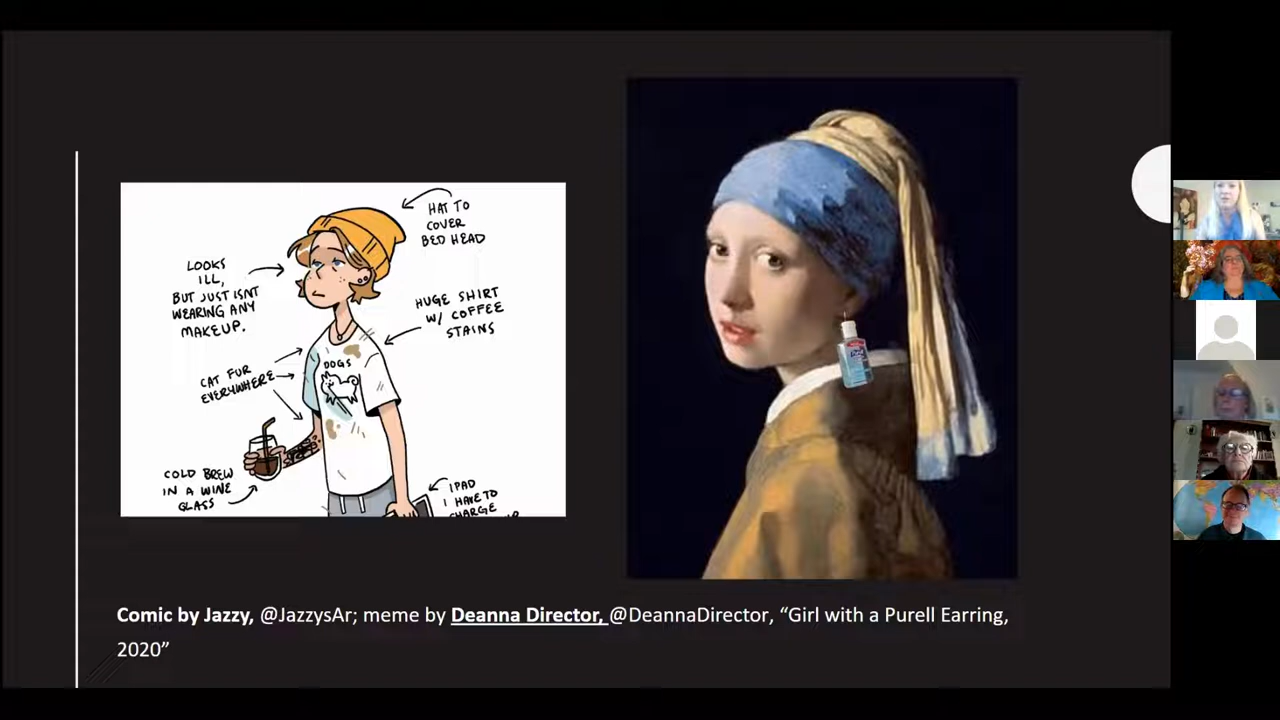 HAT TO
COVER
BED HEAD
LOOKS
ILL,
BUT JUST ISNT
WEARING ANY
MAKEUP.
HUGE SHIRT
W/ COFFEE
STAINS
CAT FUR
EVERYWHERE
DOGS
COLD BREW
IN A WINE
GLASS
IPAD
I HAVE TO
CHARGE
Comic by Jazzy, @JazzysAr; meme by Deanna Director, @DeannaDirector, “Girl with a Purell Earring,
2020”